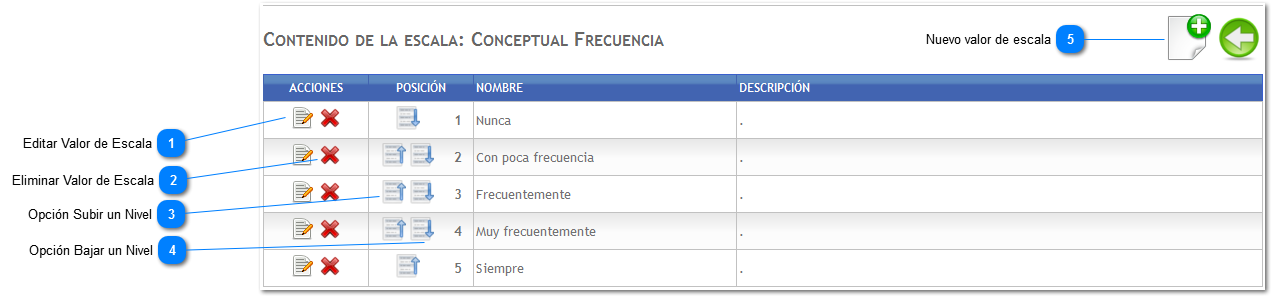 CONTENIDO DE LA ESCALA: CONCEPTUAL FRECUENCIA
Nuevo valor de escala 5
ACCIONES POSICIÓN NOMBRE DESCRIPCIÓN
1 Nunca .
Editar Valor de Escala 1
2 Con poca frecuencia .
Eliminar Valor de Escala 2
3 Frecuentemente .
Opción Subir un Nivel 3
4 Muy frecuentemente .
Opción Bajar un Nivel 4
5 Siempre .